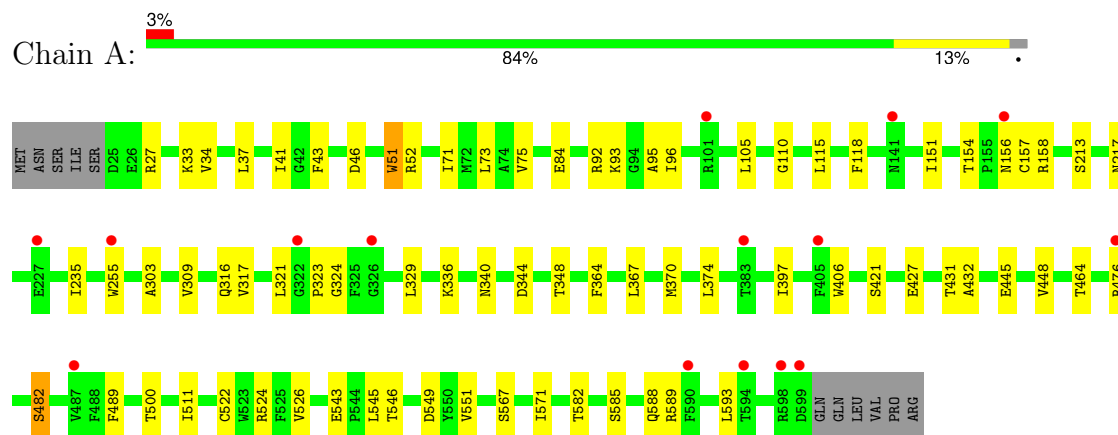 3%
Chain A:
84% 13% •
MET ASN SER ILE SER D25 E26 R27 K33 V34 L37 I41 G42 F43 D46 W51 R52 I71 M72 L73 A74 V75 E84 R92 K93 G94 A95 I96 R101 L105 G110 L115 F118 N141 I151 T154 P155 N156 C157 R158 S213 N217
E227 I235 W255 A303 V309 Q316 V317 L321 G322 P323 G324 F325 G326 L329 K336 N340 D344 T348 F364 L367 M370 L374 T383 I397 F405 W406 S421 E427 T431 A432 E445 V448 T464 R476
S482 V487 F488 F489 T500 I511 C522 W523 R524 F525 V526 E543 P544 L545 T546 D549 Y550 V551 S567 I571 T582 S585 Q588 R589 F590 L593 T594 R598 D599 GLN GLN LEU VAL PRO ARG